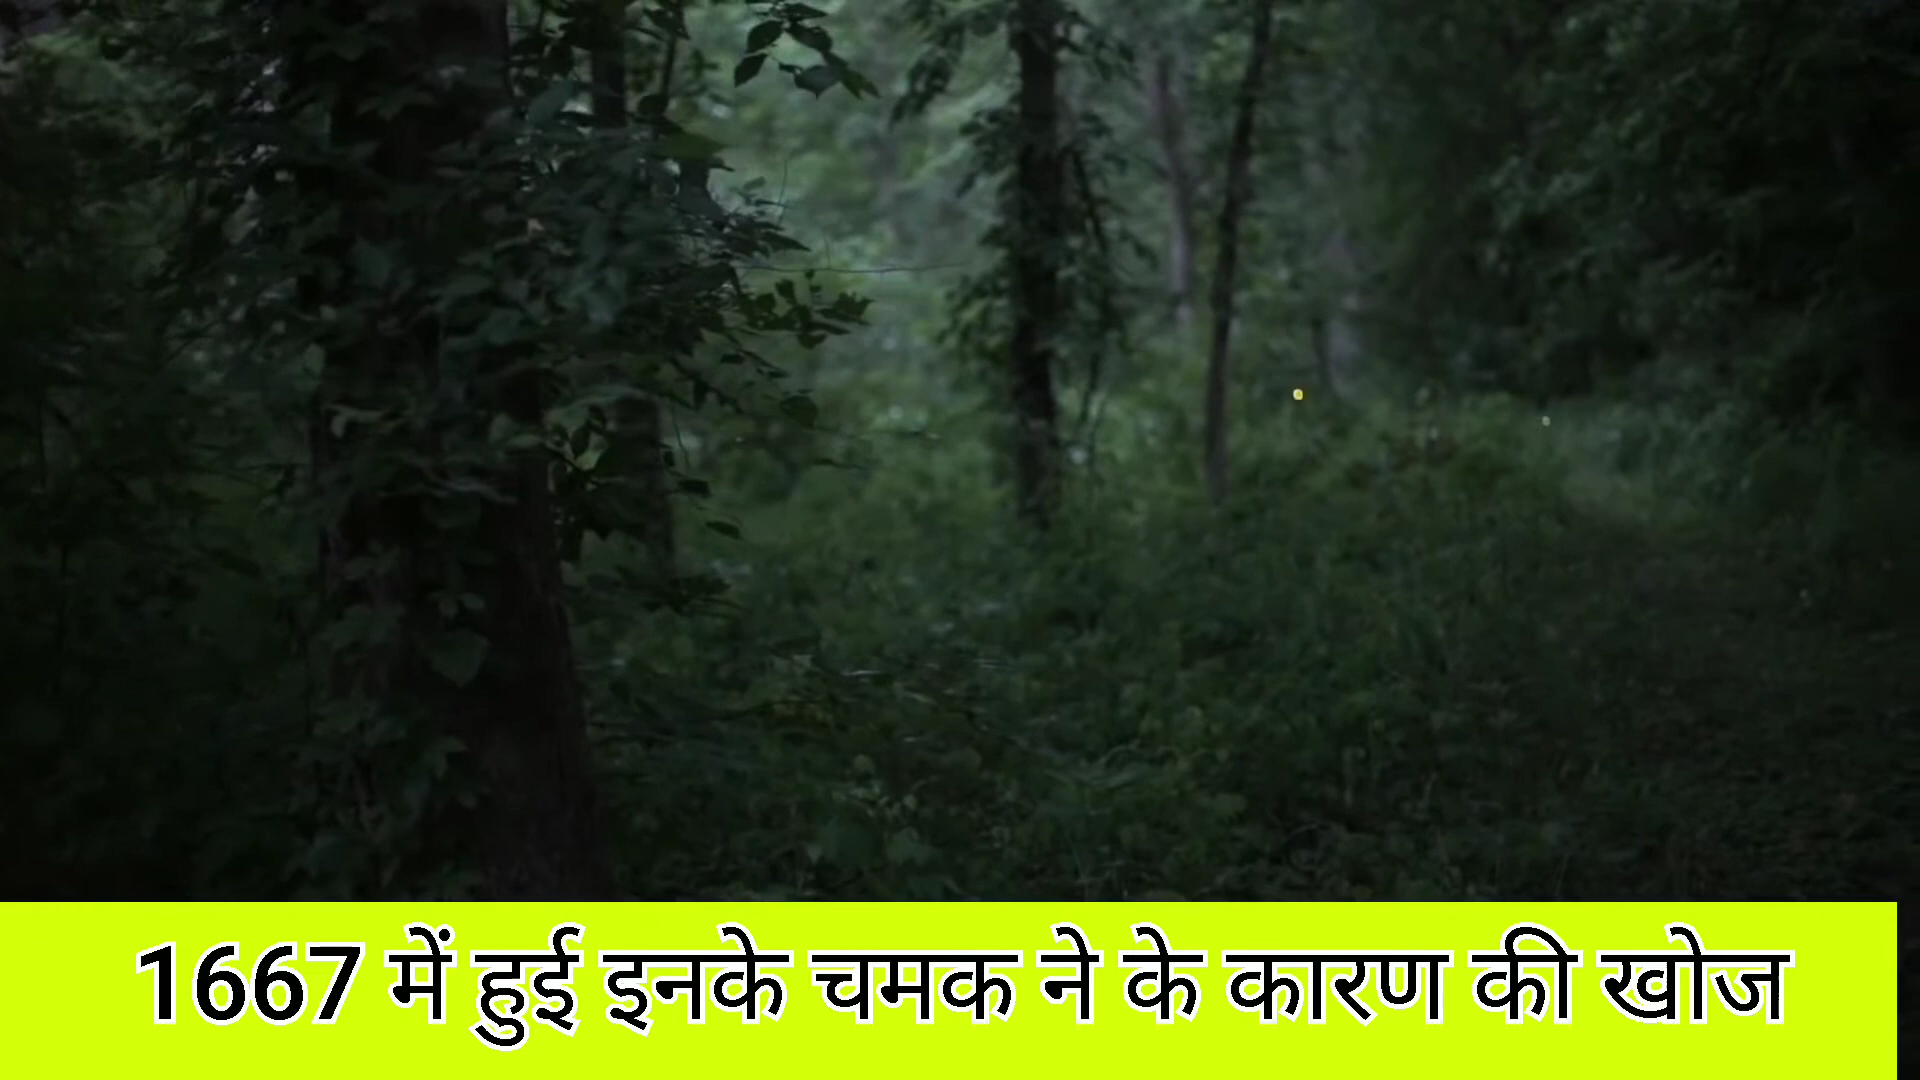 1667 में हुई इनके चमक ने के कारण की खोज